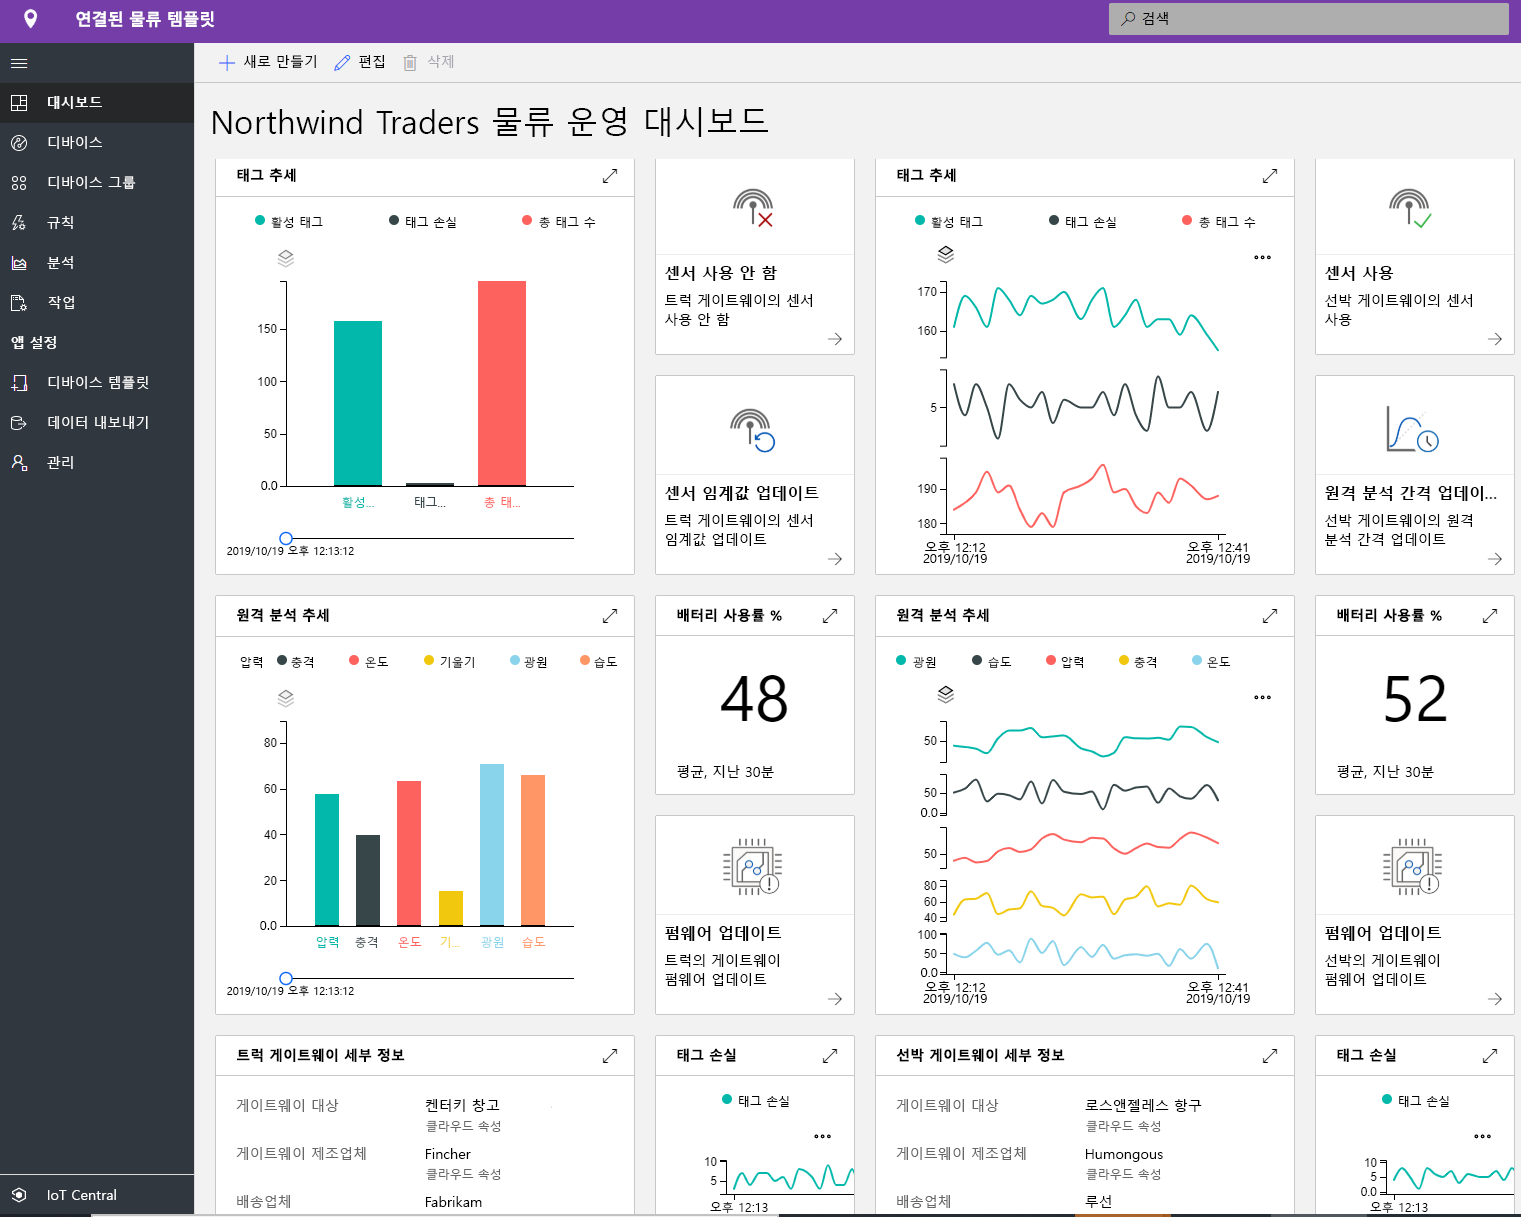 연결된 물류 템플릿
검색
새로 만들기 편집 삭제
대시보드
디바이스
디바이스 그룹
규칙
분석
작업
앱 설정
디바이스 템플릿
데이터 내보내기
관리
IoT Central
Northwind Traders 물류 운영 대시보드
태그 추세
활성 태그 태그 손실 총 태그 수
150
100
50
0.0
활성... 태그... 총 태...
2019/10/19 오후 12:13:12
센서 사용 안 함
트럭 게이트웨이의 센서
사용 안 함
센서 임계값 업데이트
트럭 게이트웨이의 센서
임계값 업데이트
태그 추세
활성 태그 태그 손실 총 태그 수
170
160
5
190
180
오후 12:12 오후 12:41
2019/10/19 2019/10/19
센서 사용
선박 게이트웨이의 센서
사용
원격 분석 간격 업데이...
선박 게이트웨이의 원격
분석 간격 업데이트
원격 분석 추세
압력 충격 온도 기울기 광원 습도
80
60
40
20
0.0
압력 충격 온도 기... 광원 습도
2019/10/19 오후 12:13:12
배터리 사용률 %
48
평균, 지난 30분
펌웨어 업데이트
트럭의 게이트웨이
펌웨어 업데이트
원격 분석 추세
광원 습도 압력 충격 온도
50
50
0.0
50
80
60
40
100
50
0.0
오후 12:12 오후 12:41
2019/10/19 2019/10/19
배터리 사용률 %
52
평균, 지난 30분
펌웨어 업데이트
선박의 게이트웨이
펌웨어 업데이트
트럭 게이트웨이 세부 정보
게이트웨이 대상 켄터키 창고
클라우드 속성
게이트웨이 제조업체 Fincher
클라우드 속성
배송업체 Fabrikam
태그 손실
태그 손실
10
5
오후 12:13
선박 게이트웨이 세부 정보
게이트웨이 대상 로스앤젤레스 항구
클라우드 속성
게이트웨이 제조업체 Humongous
클라우드 속성
배송업체 루선
태그 손실
태그 손실
10
5
0.0
오후 12:13